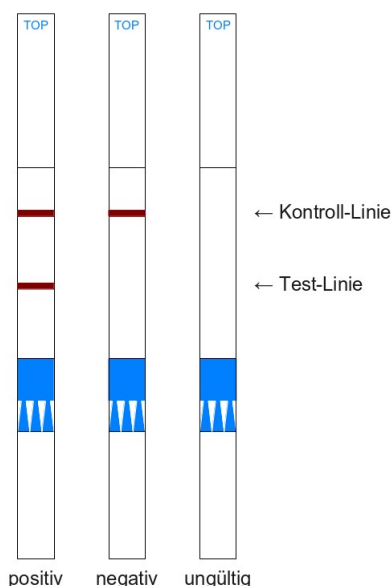 TOP TOP TOP
← Kontroll-Linie
← Test-Linie
positiv negativ ungültig